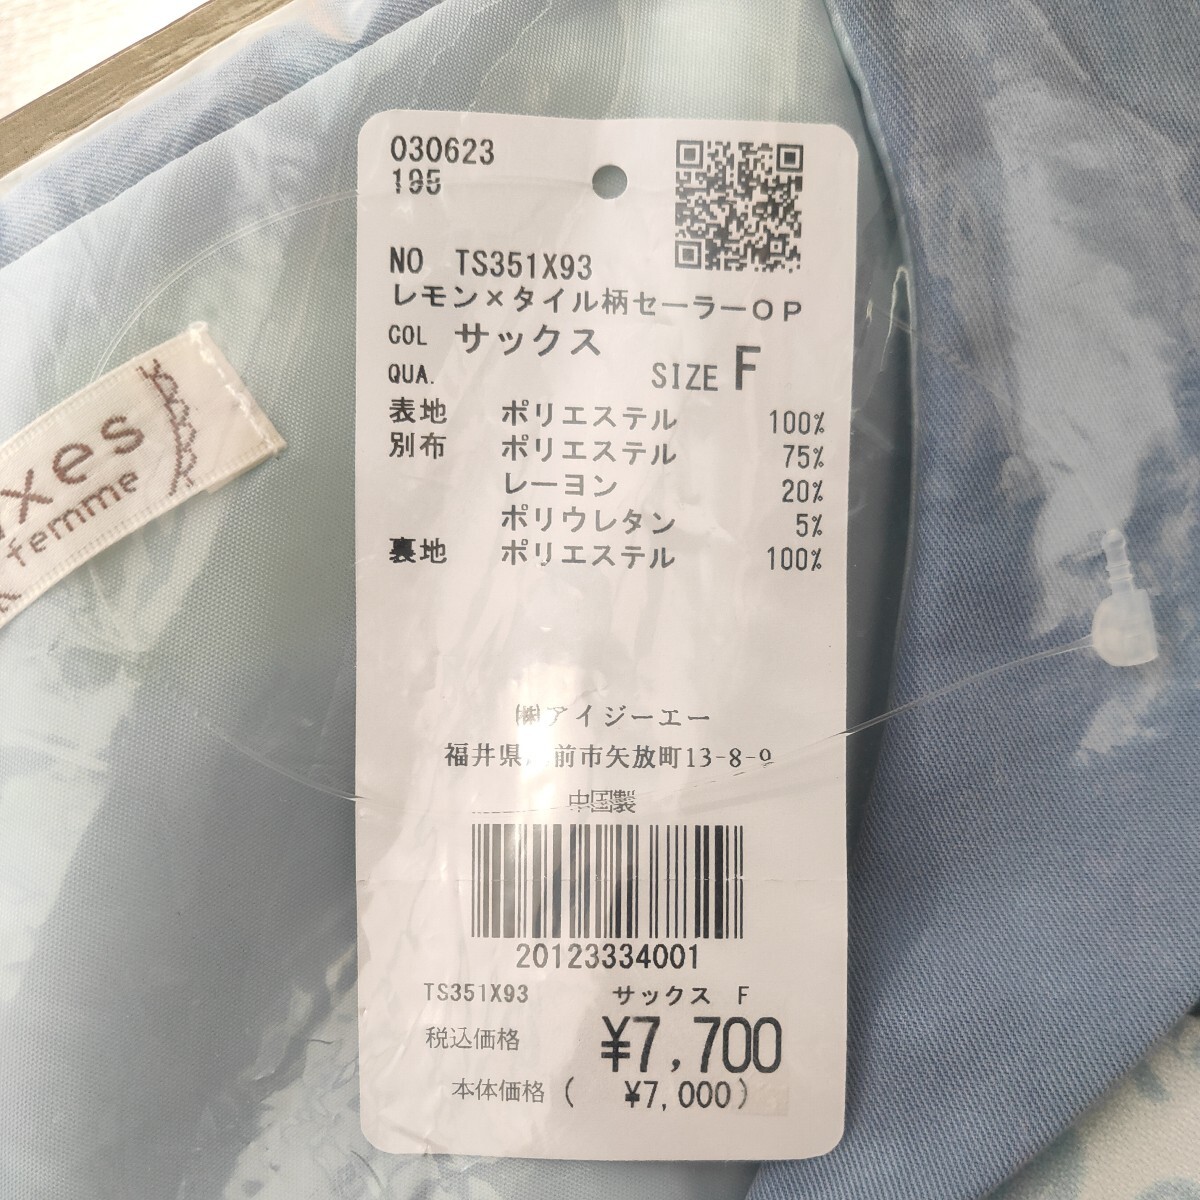 030623
195
NO TS351X93
レモン×タイル柄セーラーOP
COL サックス
QUA. SIZE F
表地 ポリエステル 100%
別布 ポリエステル 75%
レーヨン 20%
ポリウレタン 5%
裏地 ポリエステル 100%
㈱アイジーエー
福井県 前市矢放町13-8-9
中国製
20123334001
TS351X93 サックス F
税込価格 ¥7,700
本体価格( ¥7,000)
xes
femme